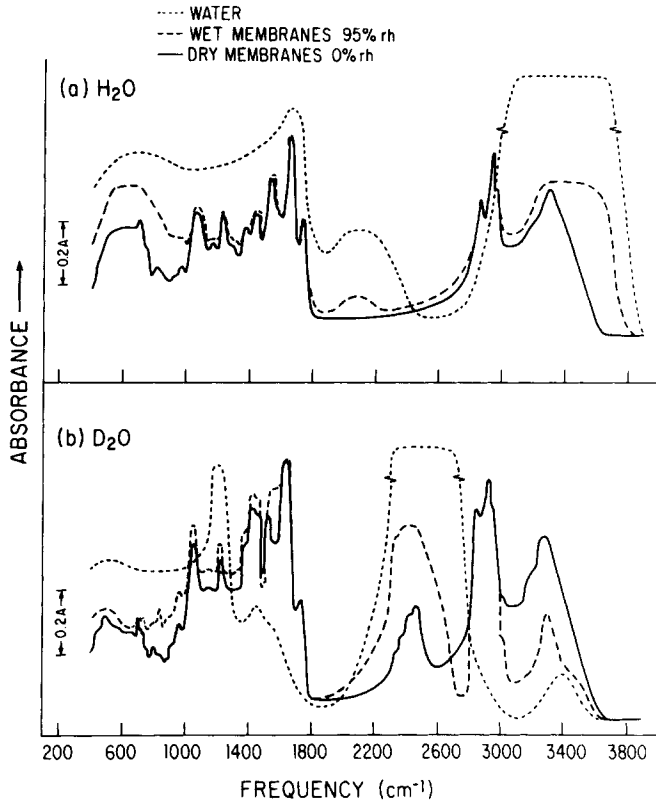 WATER
WET MEMBRANES 95% rh
DRY MEMBRANES 0% rh
(a) H₂O
0.2A
ABSORBANCE
(b) D₂O
0.2A
200 600 1000 1400 1800 2200 2600 3000 3400 3800
FREQUENCY (cm⁻¹)